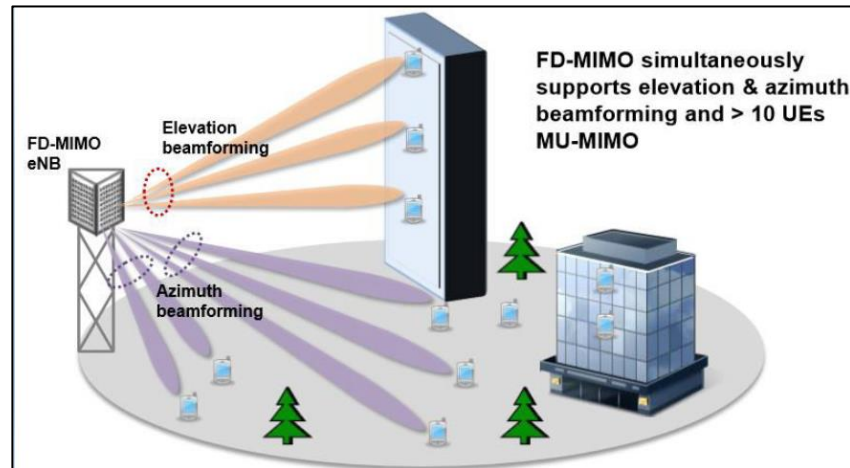 FD-MIMO simultaneously
supports elevation & azimuth
beamforming and > 10 UEs
MU-MIMO
Elevation
beamforming
FD-MIMO
eNB
Azimuth
beamforming